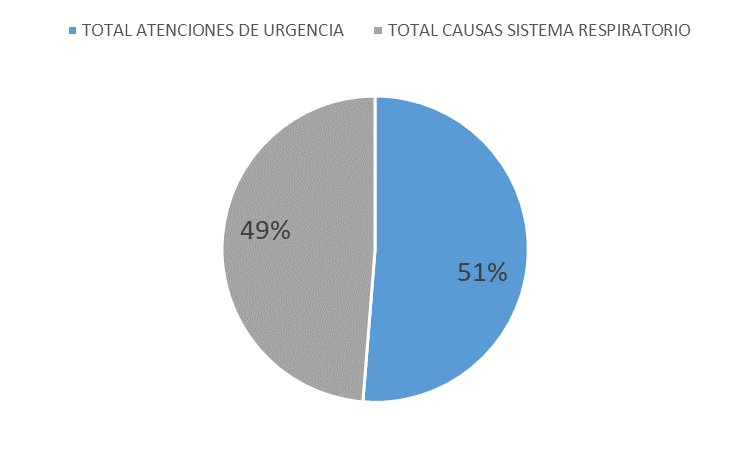 TOTAL ATENCIONES DE URGENCIA TOTAL CAUSAS SISTEMA RESPIRATORIO
49%
51%